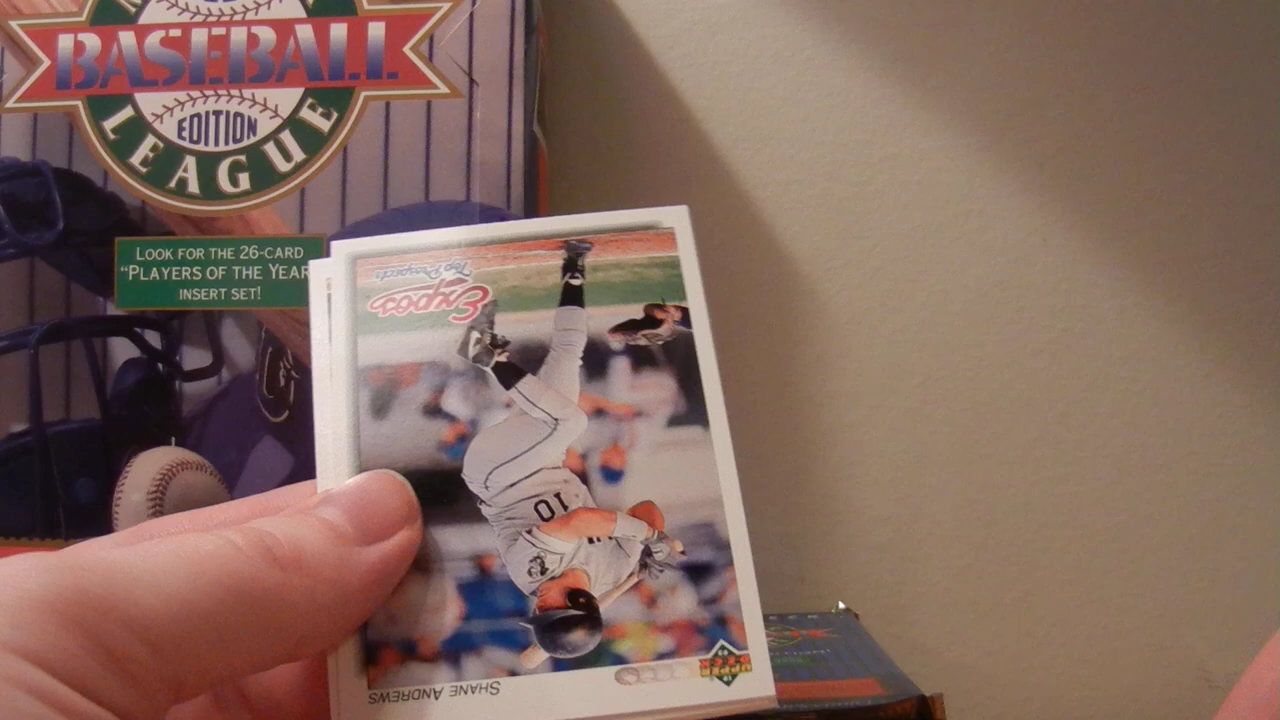 BASEBALL
EDITION
LEAGUE
LOOK FOR THE 26-CARD
"PLAYERS OF THE YEAR
INSERT SET!
Top Prospects
Expos
10
UPPER
DECK
SHANE ANDREWS